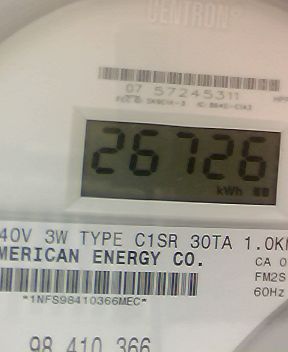 CENTRON®
07 57245311
26726
kWh
40V 3W TYPE C1SR 30TA 1.0K
MERICAN ENERGY CO.
CA 0
FM2S
60Hz
*1NFS98410366MEC*
98 410 366